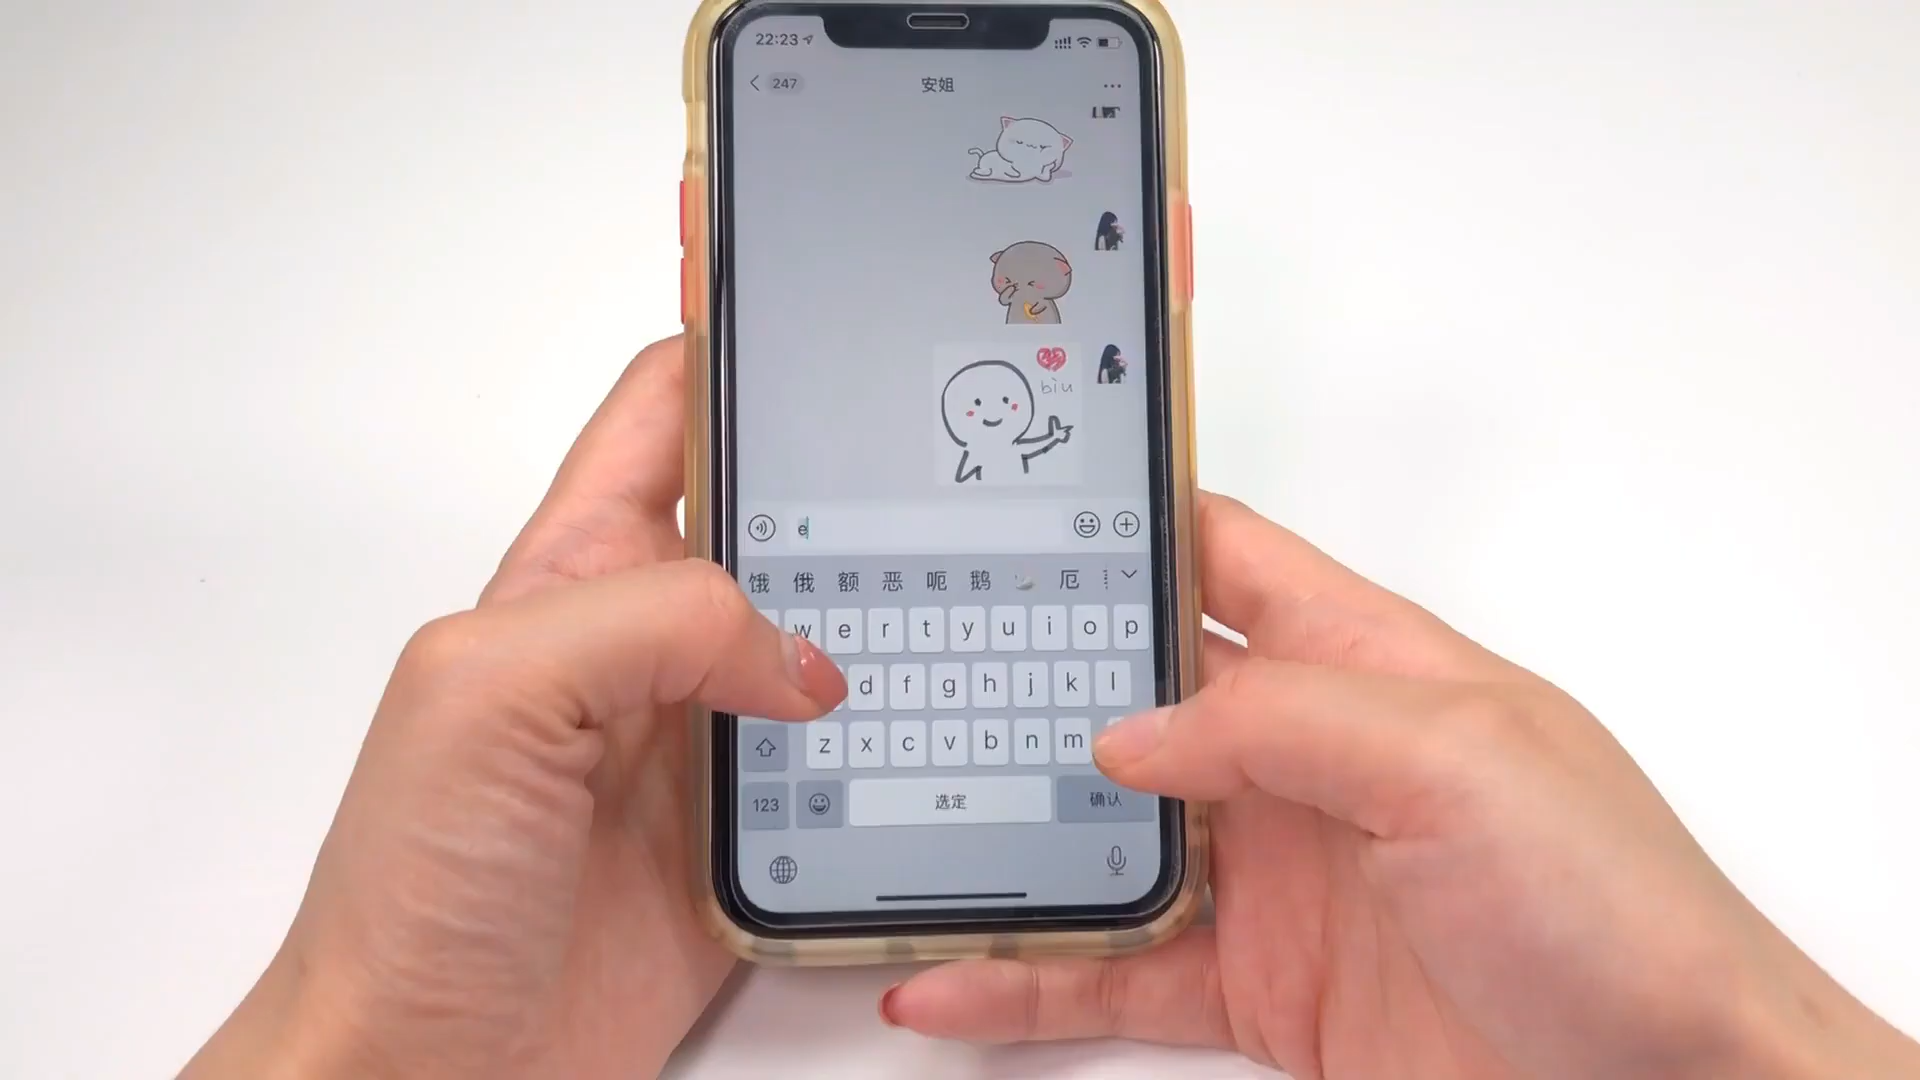 22:23
247
安姐
biu
e
饿 俄 额 恶 呃 鹅 厄
w e r t y u i o p
d f g h j k l
z x c v b n m
123 选定 确认